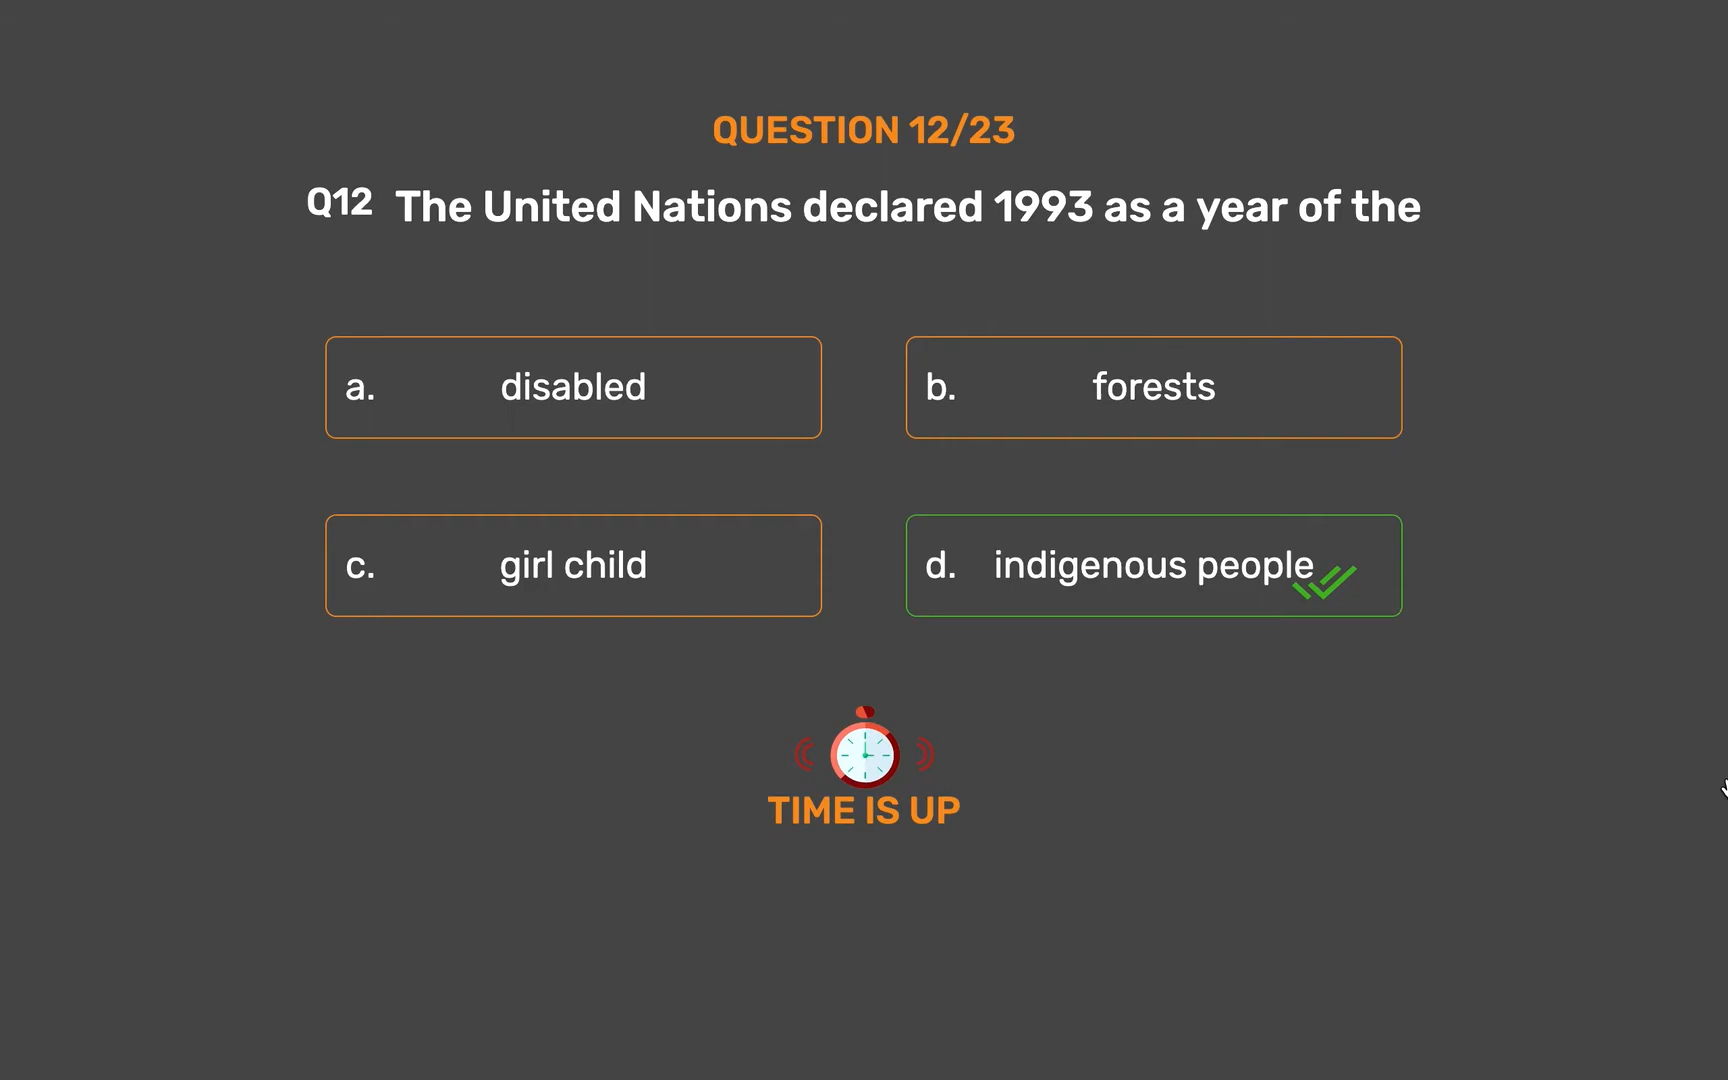 QUESTION 12/23
Q12 The United Nations declared 1993 as a year of the
a. disabled
b. forests
c. girl child
d. indigenous people
TIME IS UP